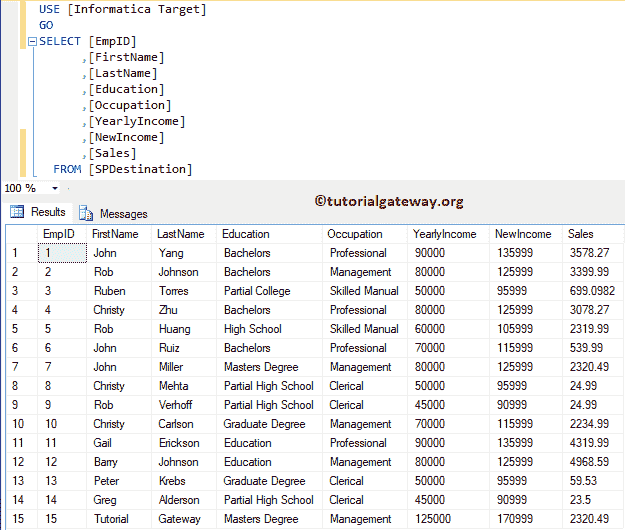 USE [Informatica Target]
GO
SELECT [EmpID]
,[FirstName]
,[LastName]
,[Education]
,[Occupation]
,[YearlyIncome]
,[NewIncome]
,[Sales]
FROM [SPDestination]
100 %
©tutorialgateway.org
Results Messages
EmpID FirstName LastName Education Occupation YearlyIncome NewIncome Sales
1 1 John Yang Bachelors Professional 90000 135999 3578.27
2 2 Rob Johnson Bachelors Management 80000 125999 3399.99
3 3 Ruben Torres Partial College Skilled Manual 50000 95999 699.0982
4 4 Christy Zhu Bachelors Professional 80000 125999 3078.27
5 5 Rob Huang High School Skilled Manual 60000 105999 2319.99
6 6 John Ruiz Bachelors Professional 70000 115999 539.99
7 7 John Miller Masters Degree Management 80000 125999 2320.49
8 8 Christy Mehta Partial High School Clerical 50000 95999 24.99
9 9 Rob Verhoff Partial High School Clerical 45000 90999 24.99
10 10 Christy Carlson Graduate Degree Management 70000 115999 2234.99
11 11 Gail Erickson Education Professional 90000 135999 4319.99
12 12 Barry Johnson Education Management 80000 125999 4968.59
13 13 Peter Krebs Graduate Degree Clerical 50000 95999 59.53
14 14 Greg Alderson Partial High School Clerical 45000 90999 23.5
15 15 Tutorial Gateway Masters Degree Management 125000 170999 2320.49